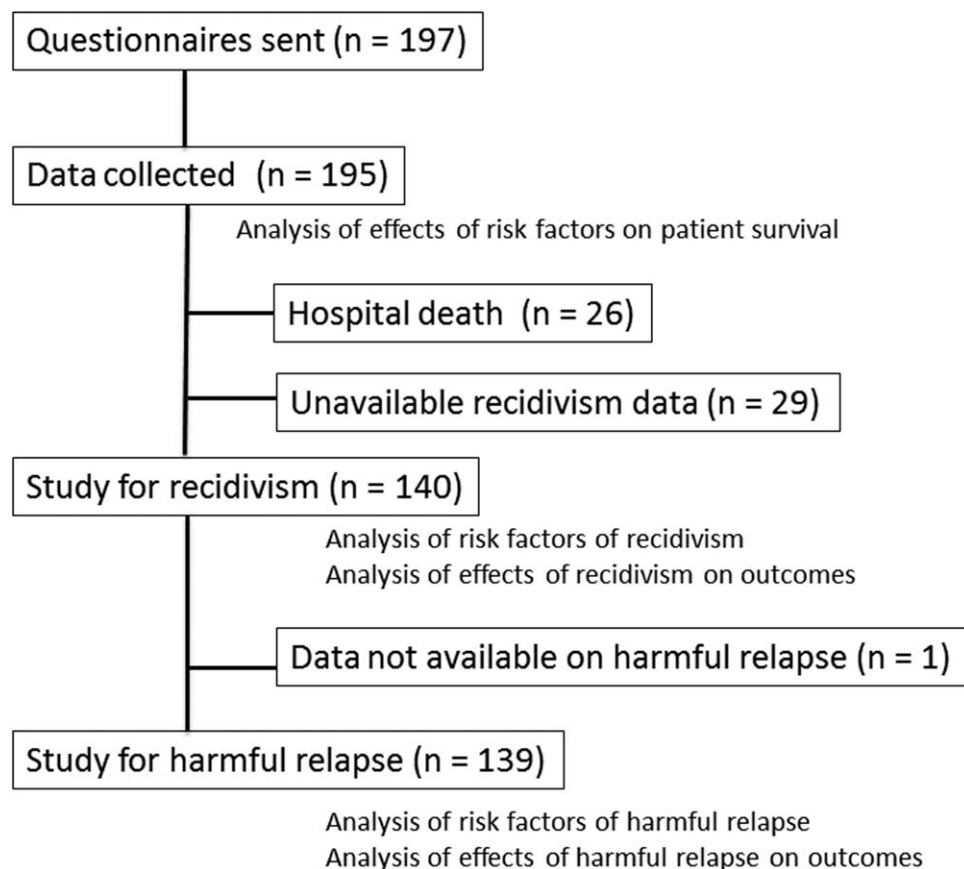 Questionnaires sent (n = 197)
Data collected (n = 195)
Analysis of effects of risk factors on patient survival
Hospital death (n = 26)
Unavailable recidivism data (n = 29)
Study for recidivism (n = 140)
Analysis of risk factors of recidivism
Analysis of effects of recidivism on outcomes
Data not available on harmful relapse (n = 1)
Study for harmful relapse (n = 139)
Analysis of risk factors of harmful relapse
Analysis of effects of harmful relapse on outcomes